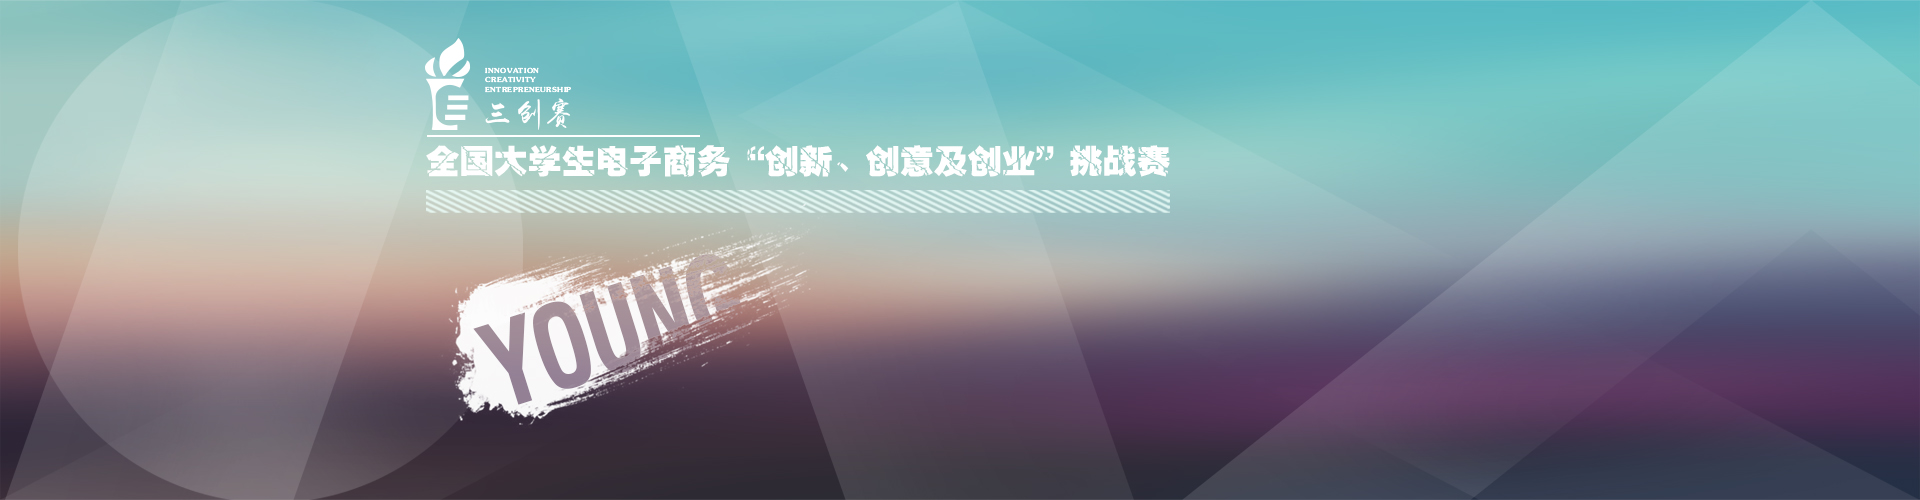 INNOVATION
CREATIVITY
ENTREPRENEURSHIP
三创赛
全国大学生电子商务“创新、创意及创业”挑战赛
YOUNG